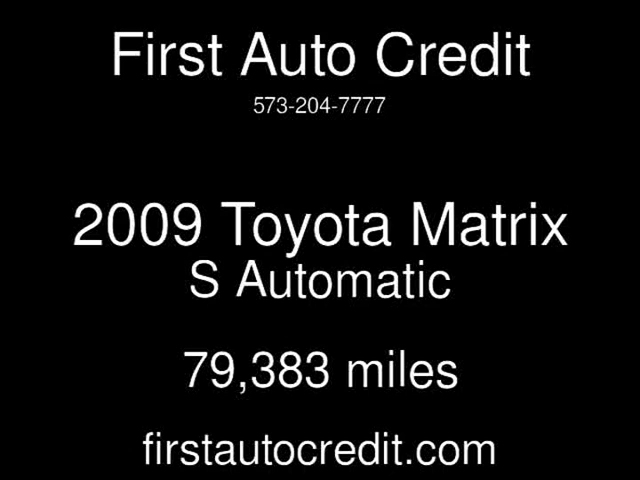 First Auto Credit
573-204-7777
2009 Toyota Matrix
S Automatic
79,383 miles
firstautocredit.com